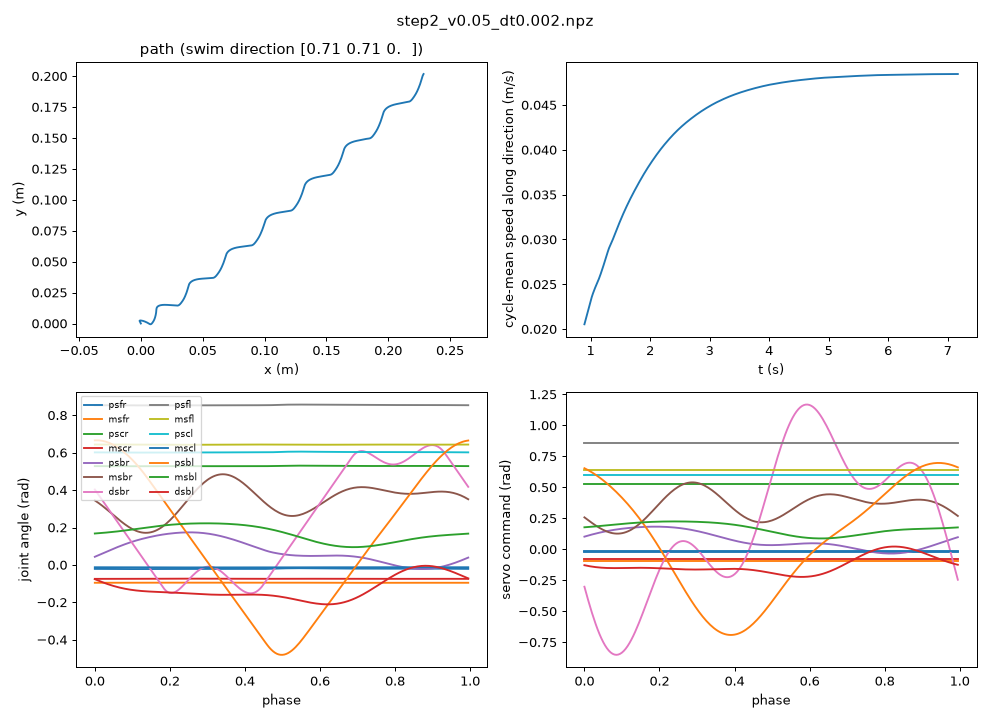 step2_v0.05_dt0.002.npz
path (swim direction [0.71 0.71 0.  ])
0.200
0.175
0.150
0.125
0.100
0.075
0.050
0.025
0.000
y (m)
−0.05
0.00
0.05
0.10
0.15
0.20
0.25
x (m)
0.045
0.040
0.035
0.030
0.025
0.020
cycle-mean speed along direction (m/s)
1
2
3
4
5
6
7
t (s)
0.8
0.6
0.4
0.2
0.0
−0.2
−0.4
joint angle (rad)
psfr
msfr
pscr
mscr
psbr
msbr
dsbr
psfl
msfl
pscl
mscl
psbl
msbl
dsbl
0.0
0.2
0.4
0.6
0.8
1.0
phase
1.25
1.00
0.75
0.50
0.25
0.00
−0.25
−0.50
−0.75
servo command (rad)
0.0
0.2
0.4
0.6
0.8
1.0
phase